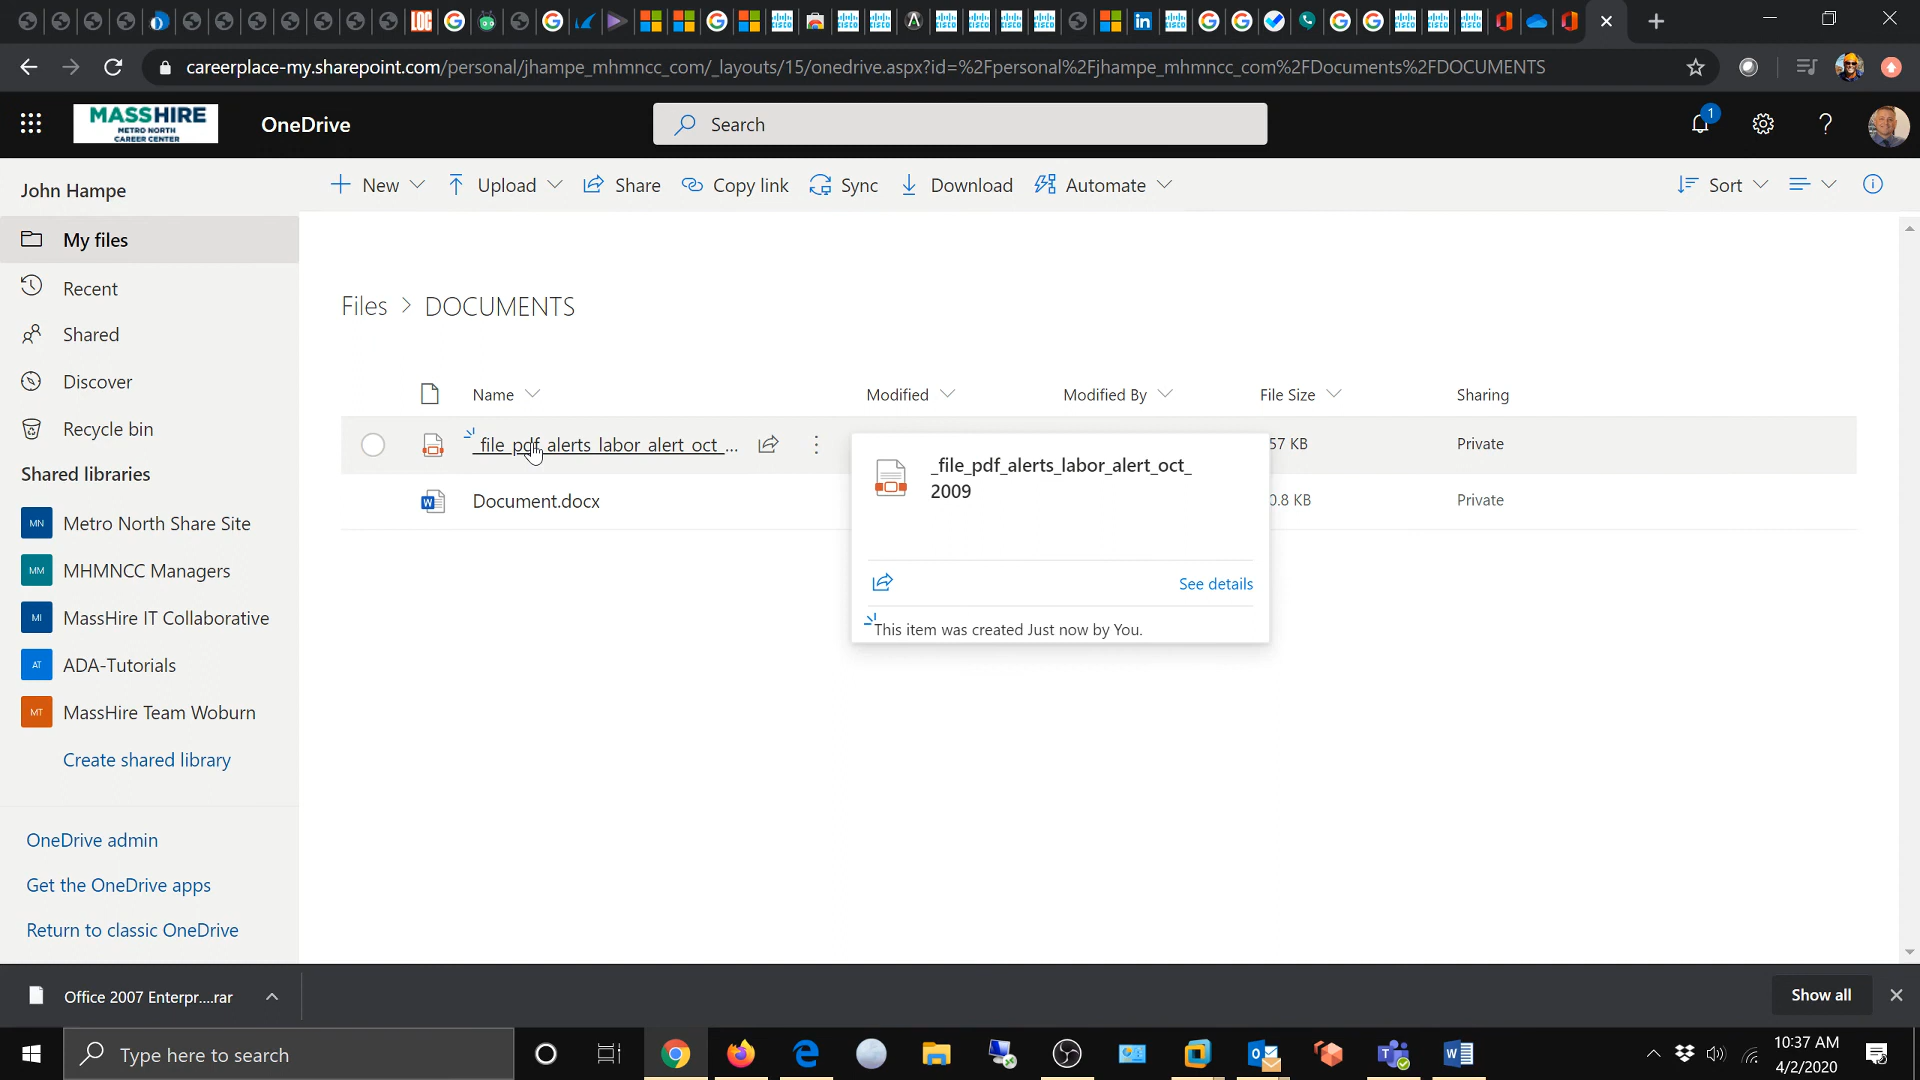 LOC
careerplace-my.sharepoint.com/personal/jhampe_mhmncc_com/_layouts/15/onedrive.aspx?id=%2Fpersonal%2Fjhampe_mhmncc_com%2FDocuments%2FDOCUMENTS
MASSHIRE
METRO NORTH
CAREER CENTER
OneDrive
Search
1
?
John Hampe
New
Upload
Share
Copy link
Sync
Download
Automate
Sort
My files
Recent
Shared
Discover
Recycle bin
Shared libraries
MN Metro North Share Site
MM MHMNCC Managers
MI MassHire IT Collaborative
AT ADA-Tutorials
MT MassHire Team Woburn
Create shared library
OneDrive admin
Get the OneDrive apps
Return to classic OneDrive
Files > DOCUMENTS
Name Modified Modified By File Size Sharing
_file_pdf_alerts_labor_alert_oct_... 57 KB Private
Document.docx 0.8 KB Private
_file_pdf_alerts_labor_alert_oct_
2009
See details
This item was created Just now by You.
Office 2007 Enterpr....rar
Show all
Type here to search
10:37 AM
4/2/2020